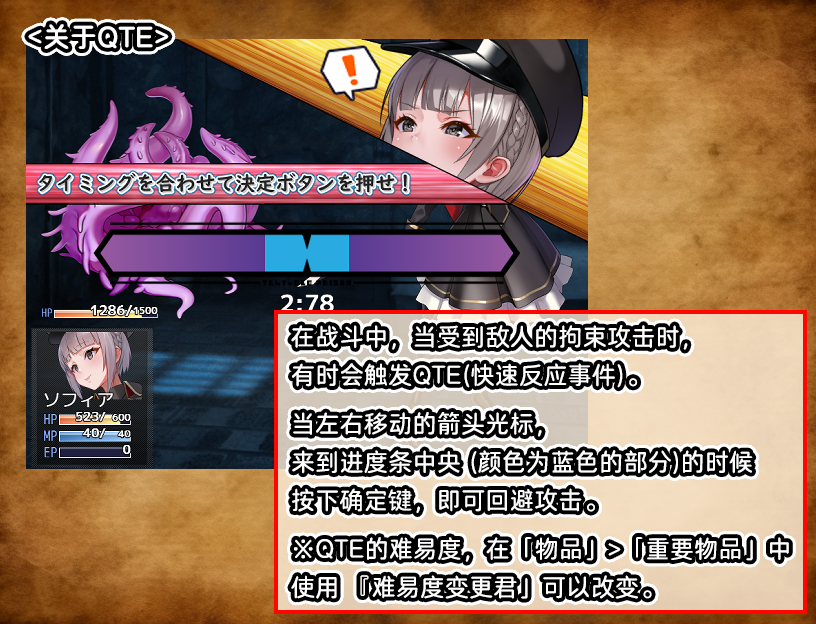 <关于QTE>
!
タイミングを合わせて決定ボタンを押せ!
2:78
HP 1286/1500
ソフィア
HP 523/ 600
MP 40/ 40
EP 0
在战斗中，当受到敌人的拘束攻击时，
有时会触发QTE(快速反应事件)。
当左右移动的箭头光标，
来到进度条中央 (颜色为蓝色的部分)的时候
按下确定键，即可回避攻击。
※QTE的难易度，在「物品」>「重要物品」中
使用 『难易度变更君」可以改变。